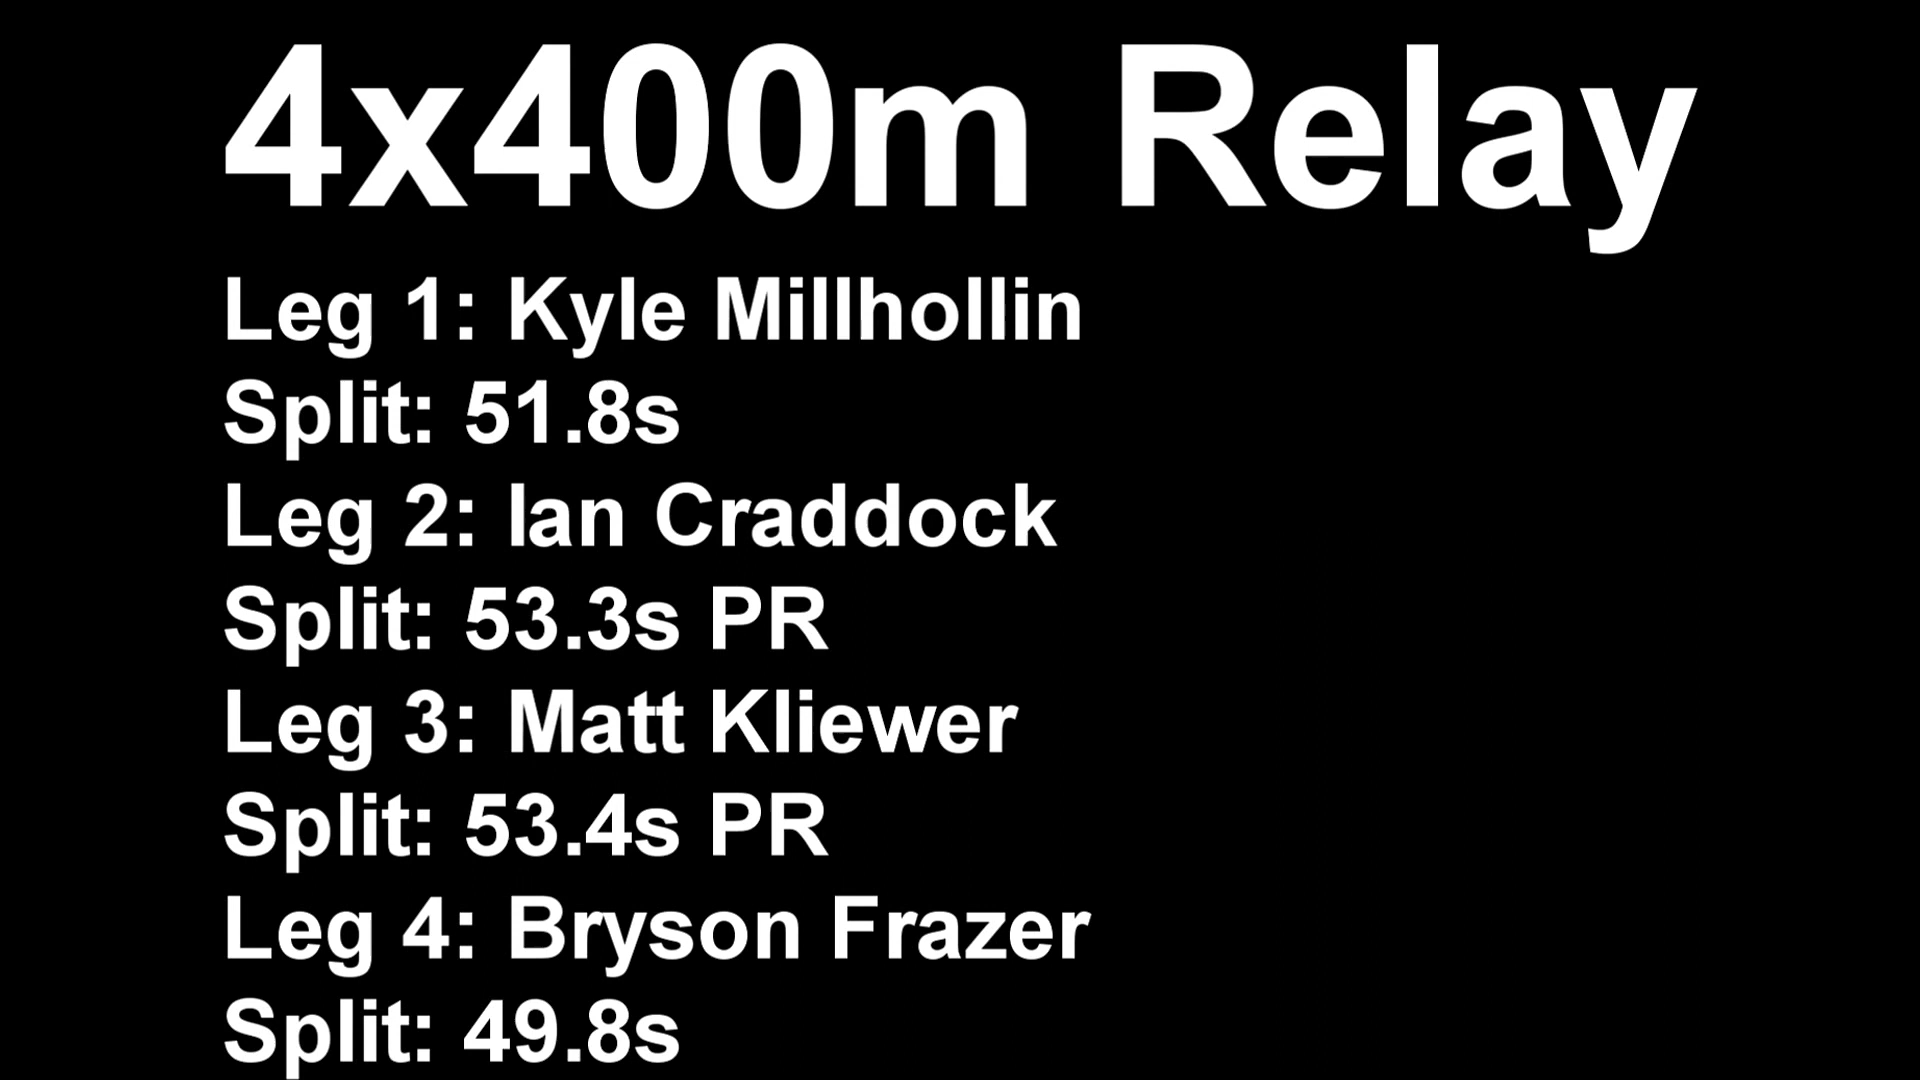 4x400m Relay
Leg 1: Kyle Millhollin
Split: 51.8s
Leg 2: Ian Craddock
Split: 53.3s PR
Leg 3: Matt Kliewer
Split: 53.4s PR
Leg 4: Bryson Frazer
Split: 49.8s